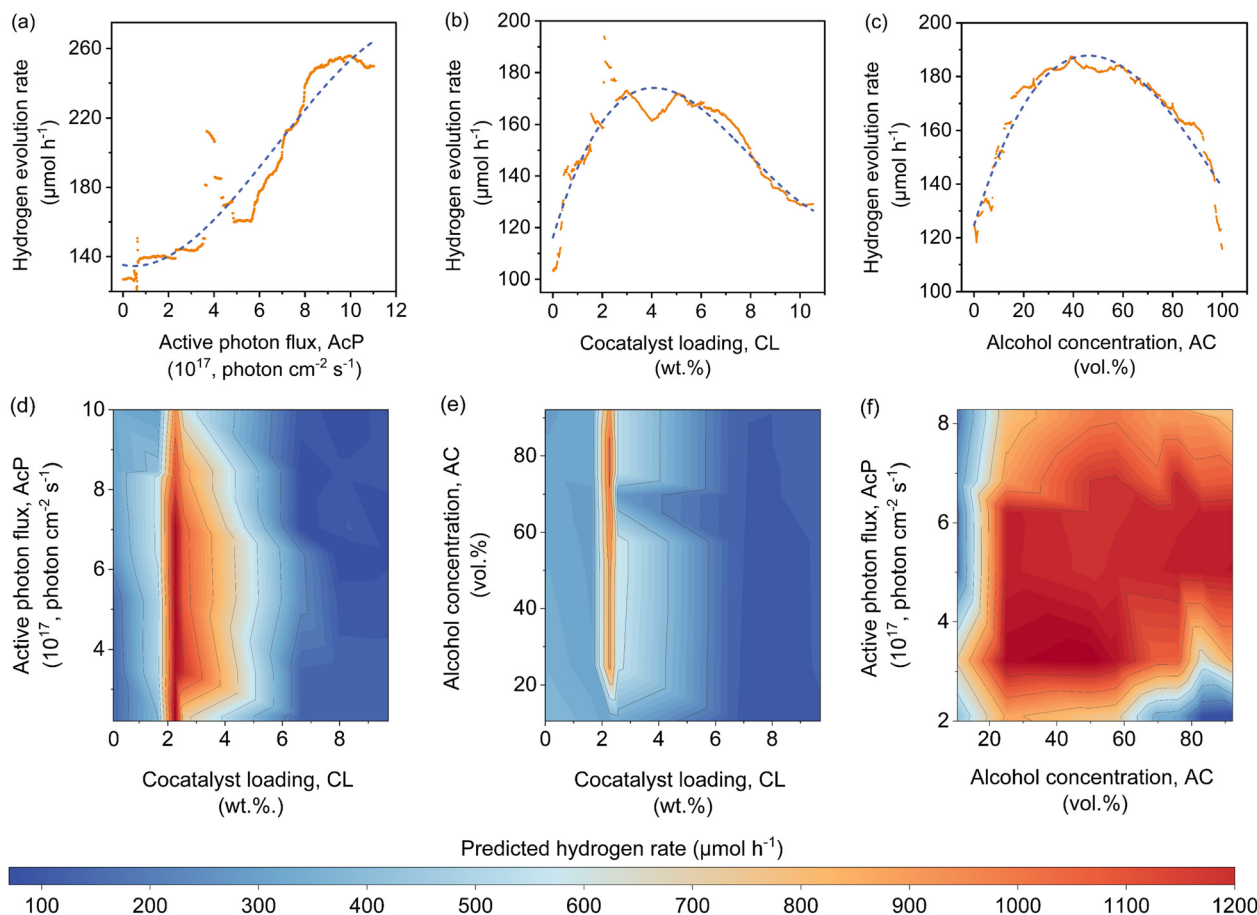 (a)
Hydrogen evolution rate
(µmol h⁻¹)
260
220
180
140
0 2 4 6 8 10 12
Active photon flux, AcP
(10¹⁷, photon cm⁻² s⁻¹)
(b)
Hydrogen evolution rate
(µmol h⁻¹)
200
180
160
140
120
100
0 2 4 6 8 10
Cocatalyst loading, CL
(wt.%)
(c)
Hydrogen evolution rate
(µmol h⁻¹)
200
180
160
140
120
100
0 20 40 60 80 100
Alcohol concentration, AC
(vol.%)
(d)
Active photon flux, AcP
(10¹⁷, photon cm⁻² s⁻¹)
10
8
6
4
0 2 4 6 8
Cocatalyst loading, CL
(wt.%.)
(e)
Alcohol concentration, AC
(vol.%)
80
60
40
20
0 2 4 6 8
Cocatalyst loading, CL
(wt.%)
(f)
Active photon flux, AcP
(10¹⁷, photon cm⁻² s⁻¹)
8
6
4
2
20 40 60 80
Alcohol concentration, AC
(vol.%)
Predicted hydrogen rate (µmol h⁻¹)
100 200 300 400 500 600 700 800 900 1000 1100 1200